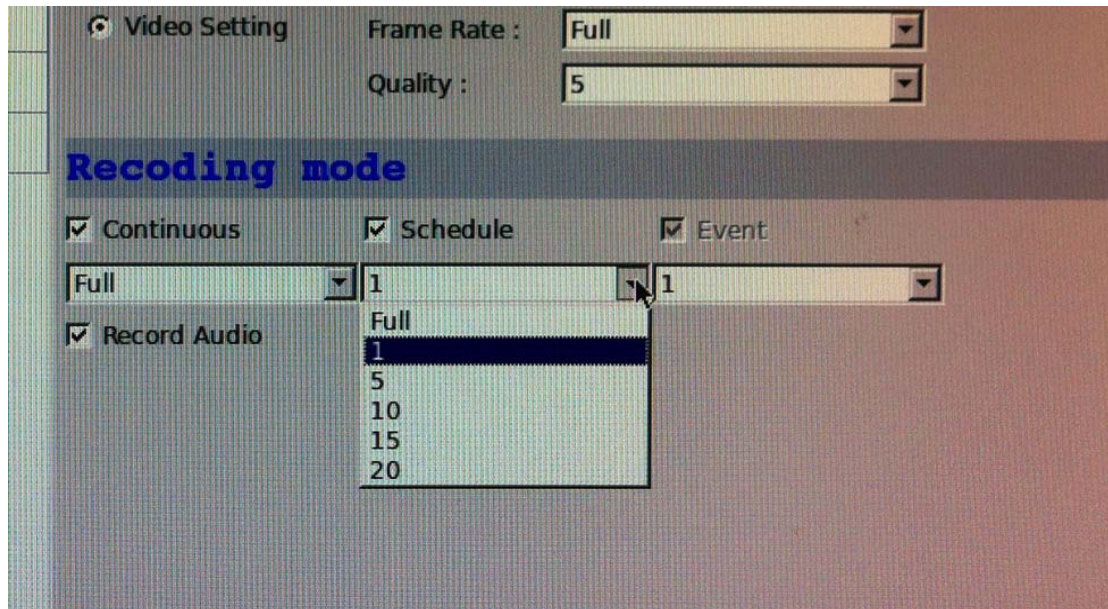 Video Setting Frame Rate : Full
Quality : 5
Recoding mode
Continuous Schedule Event
Full 1 1
Record Audio
Full
1
5
10
15
20